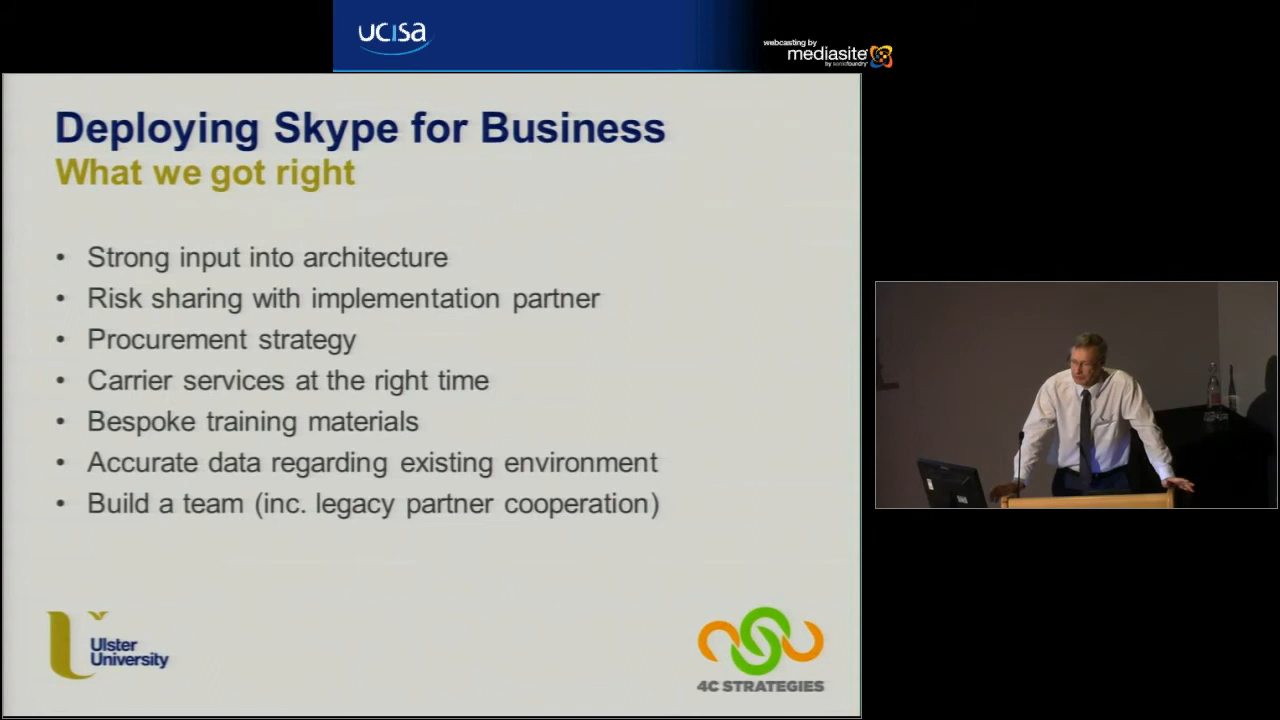 ucisa
webcasting by
mediasite
by sonicfoundry
Deploying Skype for Business
What we got right
• Strong input into architecture
• Risk sharing with implementation partner
• Procurement strategy
• Carrier services at the right time
• Bespoke training materials
• Accurate data regarding existing environment
• Build a team (inc. legacy partner cooperation)
Ulster
University
4C STRATEGIES